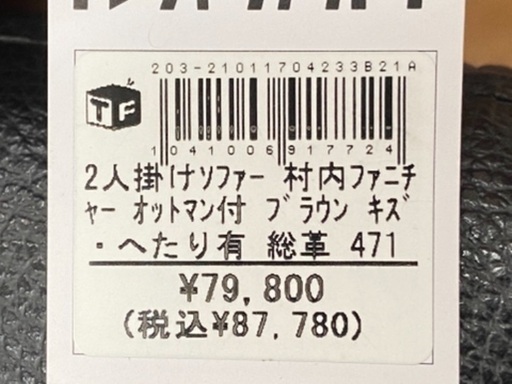 203-21011704233B21A
TF
1041006917724
2人掛けソファー 村内ファニチ
ャー オットマン付 ブラウン キズ
・へたり有 総革 471
¥79,800
(税込¥87,780)